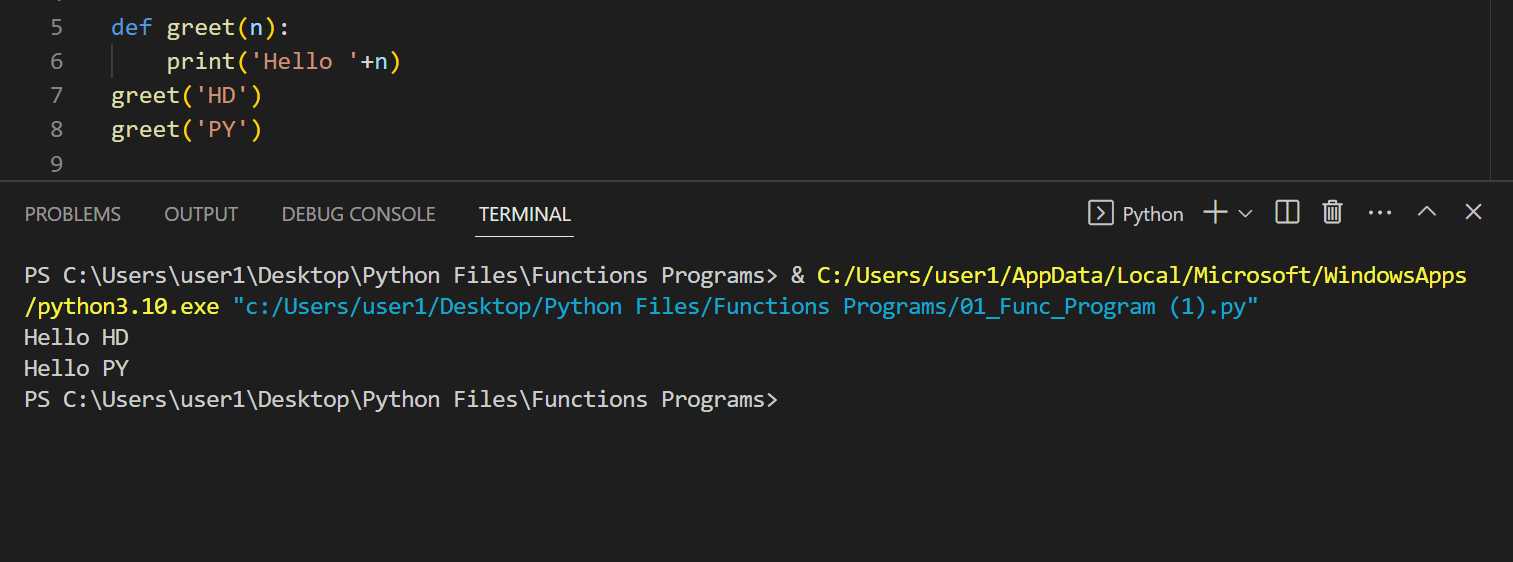 5 def greet(n):
6     print('Hello '+n)
7 greet('HD')
8 greet('PY')
9
PROBLEMS OUTPUT DEBUG CONSOLE TERMINAL Python
PS C:\Users\user1\Desktop\Python Files\Functions Programs> & C:/Users/user1/AppData/Local/Microsoft/WindowsApps
/python3.10.exe "c:/Users/user1/Desktop/Python Files/Functions Programs/01_Func_Program (1).py"
Hello HD
Hello PY
PS C:\Users\user1\Desktop\Python Files\Functions Programs>